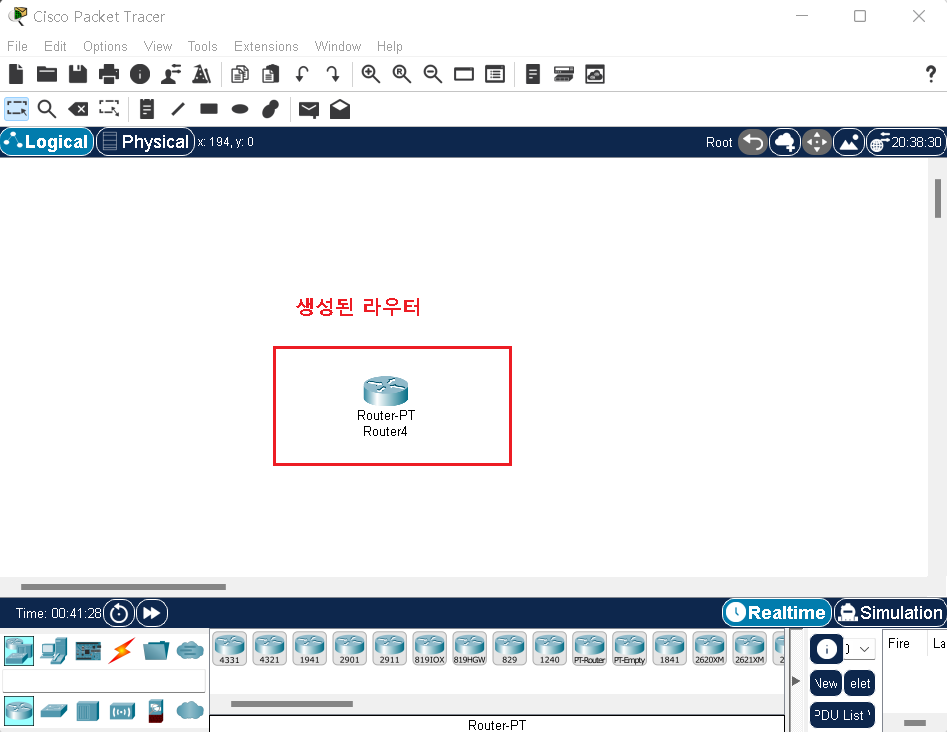 Cisco Packet Tracer
File Edit Options View Tools Extensions Window Help
?
Logical Physical x: 194, y: 0 Root 20:38:30
생성된 라우터
Router-PT
Router4
Time: 00:41:28 Realtime Simulation
4331 4321 1941 2901 2911 819IOX 819HGW 829 1240 PT-Router PT-Empty 1841 2620XM 2621XM 2
Fire La
New elet
PDU List
Router-PT